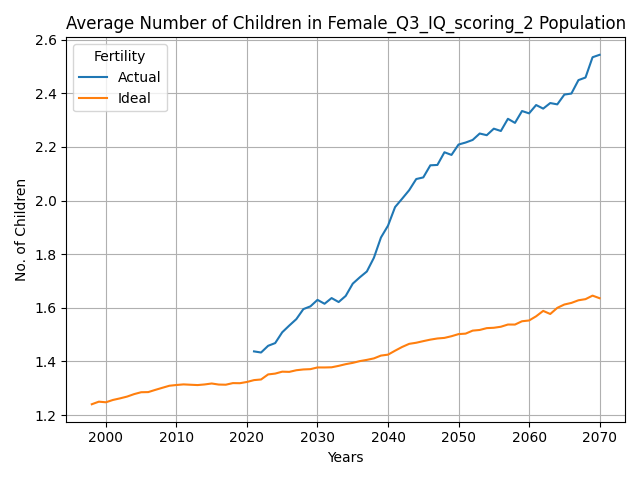 Average Number of Children in Female_Q3_IQ_scoring_2 Population
Fertility
Actual
Ideal
No. of Children
2.6
2.4
2.2
2.0
1.8
1.6
1.4
1.2
2000 2010 2020 2030 2040 2050 2060 2070
Years